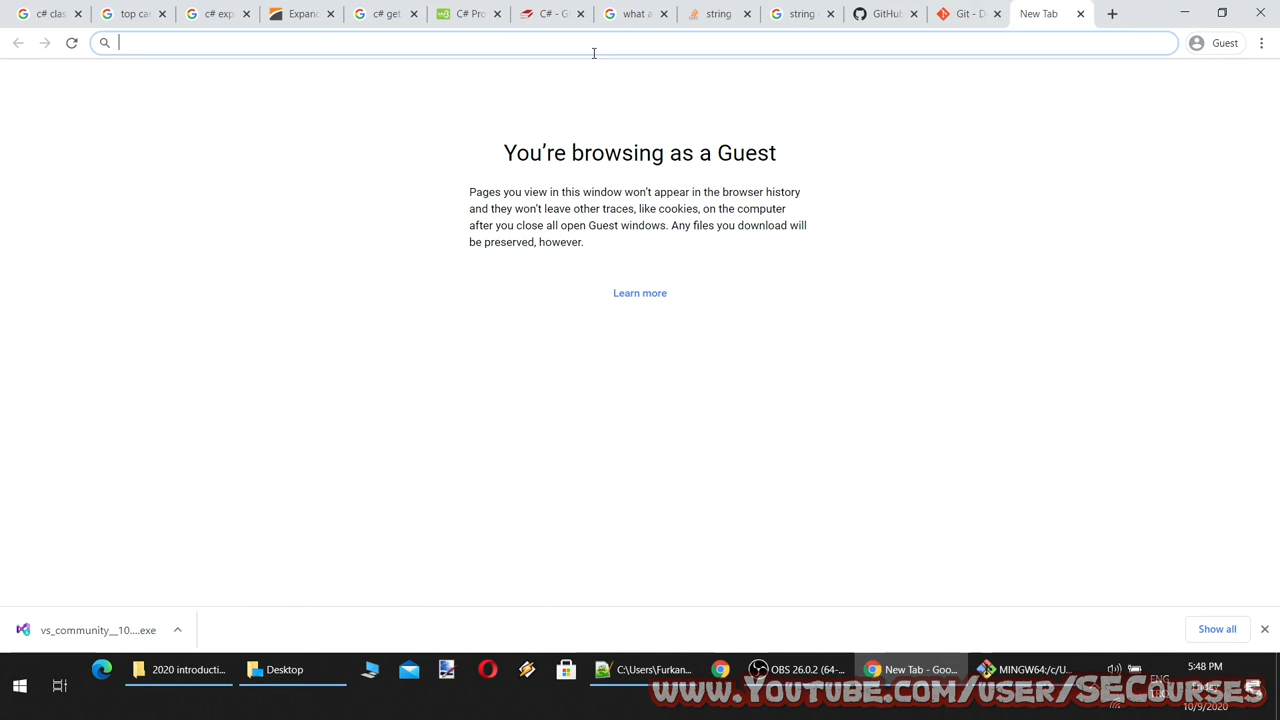 c# clas
top ca
c# exp
Expan
c# get
C# Pro
C# - G
what a
string
string
GitHub
Git - D
New Tab
Guest
You're browsing as a Guest
Pages you view in this window won't appear in the browser history
and they won't leave other traces, like cookies, on the computer
after you close all open Guest windows. Any files you download will
be preserved, however.
Learn more
vs_community__10....exe
Show all
2020 introducti...
Desktop
C:\Users\Furkan...
OBS 26.0.2 (64-...
New Tab - Goo...
MINGW64:/c/U...
ENG
5:48 PM
Friday
10/9/2020
www.Youtube.com/user/SECourses